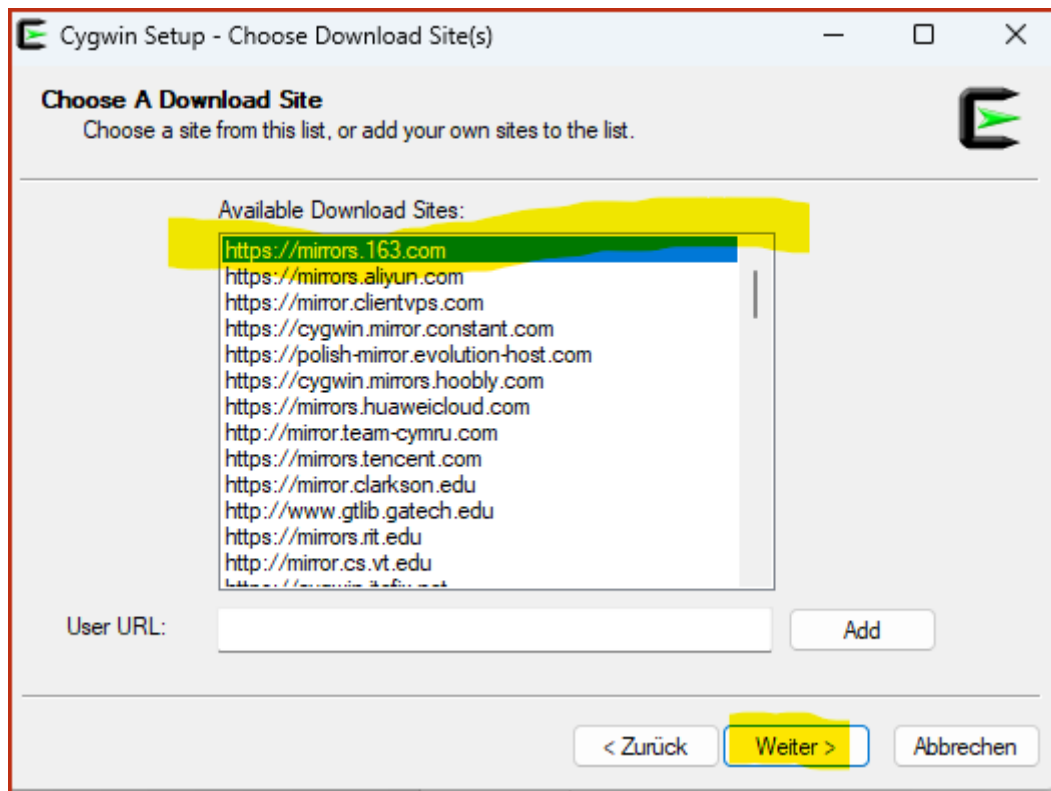 Cygwin Setup - Choose Download Site(s)
Choose A Download Site
Choose a site from this list, or add your own sites to the list.
Available Download Sites:
https://mirrors.163.com
https://mirrors.aliyun.com
https://mirror.clientvps.com
https://cygwin.mirror.constant.com
https://polish-mirror.evolution-host.com
https://cygwin.mirrors.hoobly.com
https://mirrors.huaweicloud.com
http://mirror.team-cymru.com
https://mirrors.tencent.com
https://mirror.clarkson.edu
http://www.gtlib.gatech.edu
https://mirrors.rit.edu
http://mirror.cs.vt.edu
User URL:
Add
< Zurück
Weiter >
Abbrechen